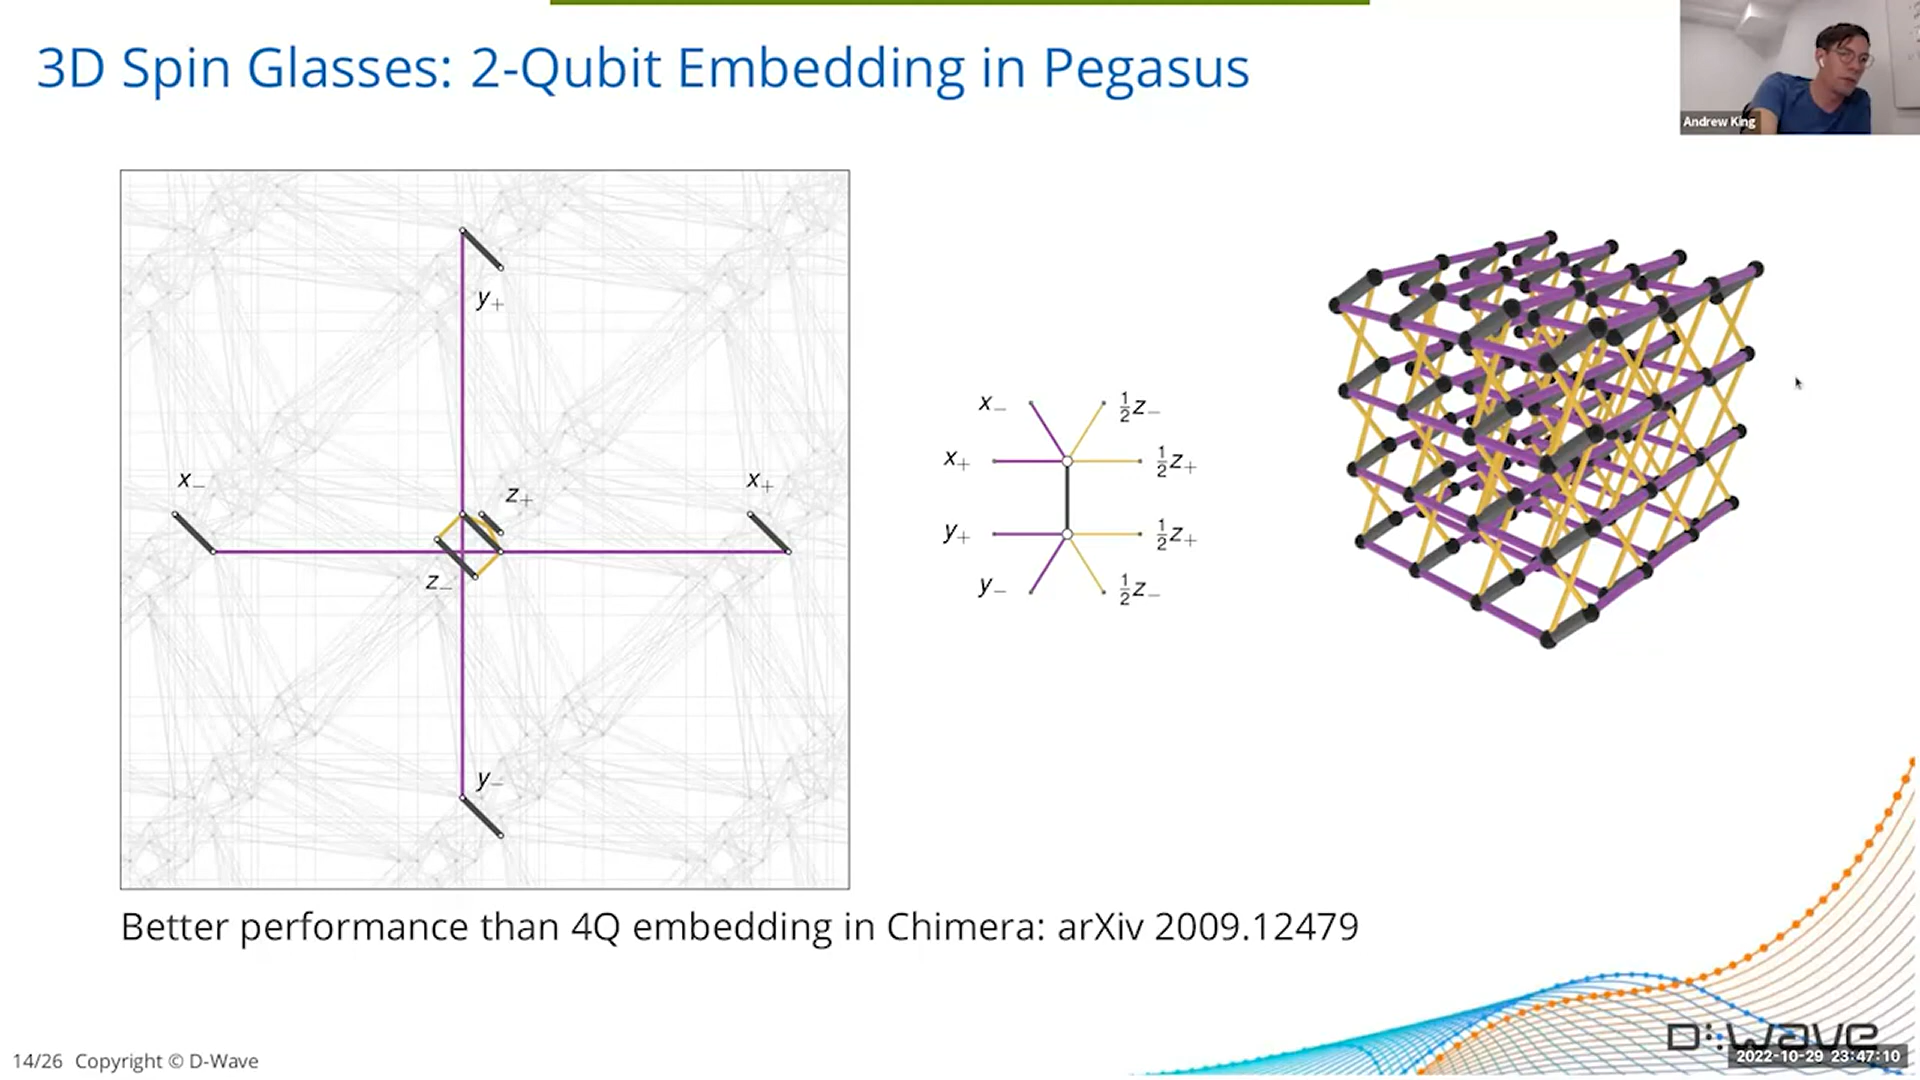 3D Spin Glasses: 2-Qubit Embedding in Pegasus
Andrew King
y₊
x₋
x₊
z₊
z₋
y₋
x₋
½z₋
x₊
½z₊
y₊
½z₊
y₋
½z₋
Better performance than 4Q embedding in Chimera: arXiv 2009.12479
14/26 Copyright © D-Wave
D:Wave
2022-10-29 23:47:10